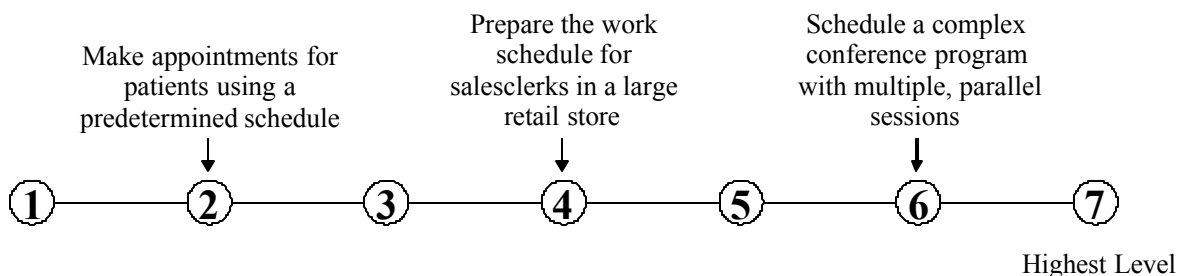 Make appointments for
patients using a
predetermined schedule
Prepare the work
schedule for
salesclerks in a large
retail store
Schedule a complex
conference program
with multiple, parallel
sessions
1 2 3 4 5 6 7
Highest Level